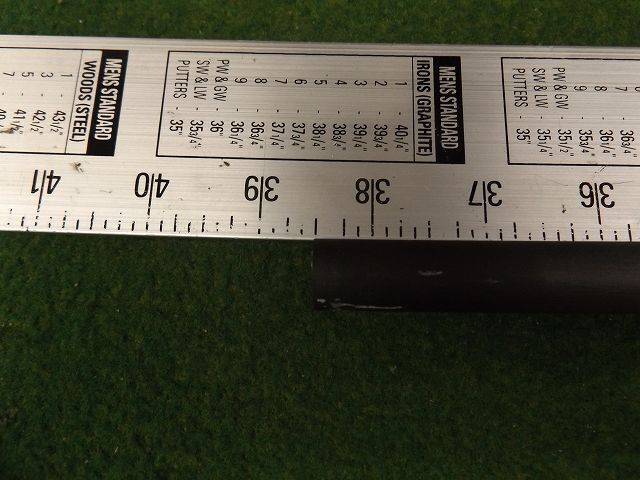 MENS STANDARD
WOODS (STEEL)
1 - 43 1/2"
3 - 42 1/2"
5 - 41
7
MENS STANDARD
IRONS (GRAPHITE)
1 - 40 1/4"
2 - 39 3/4"
3 - 39 1/4"
4 - 38 3/4"
5 - 38 1/4"
6 - 37 3/4"
7 - 37 1/4"
8 - 36 3/4"
9 - 36 1/4"
PW & GW - 36"
SW & LW - 35 3/4"
PUTTERS - 35"
7 - 36 3/4"
8 - 36 1/4"
9 - 35 3/4"
PW & GW - 35 1/2"
SW & LW - 35 1/4"
PUTTERS - 35"
36 37 38 39 40 41